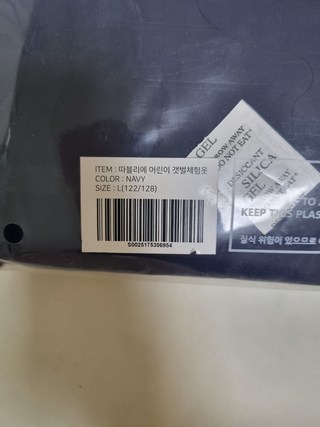 ITEM : 따블리에 어린이 갯벌체험옷
COLOR : NAVY
SIZE : L(122/128)
S0025175306954
GEL
THROW AWAY
DO NOT EAT"
DESICCANT
SILICA
GEL
KEEP THIS PLAS
질식 위험이 있으므로